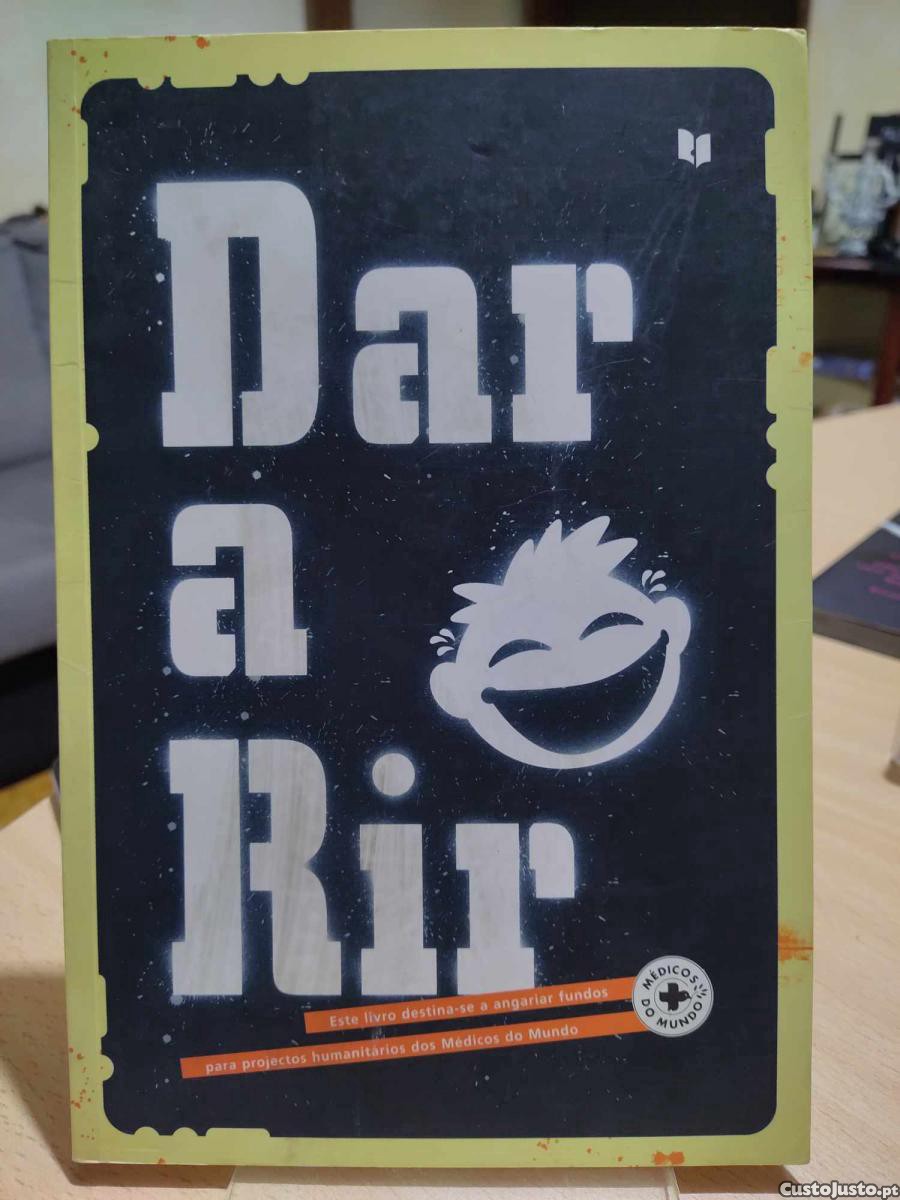 Dar
a
Rir
Este livro destina-se a angariar fundos
para projectos humanitários dos Médicos do Mundo
MÉDICOS
DO MUNDO
CustoJusto.pt